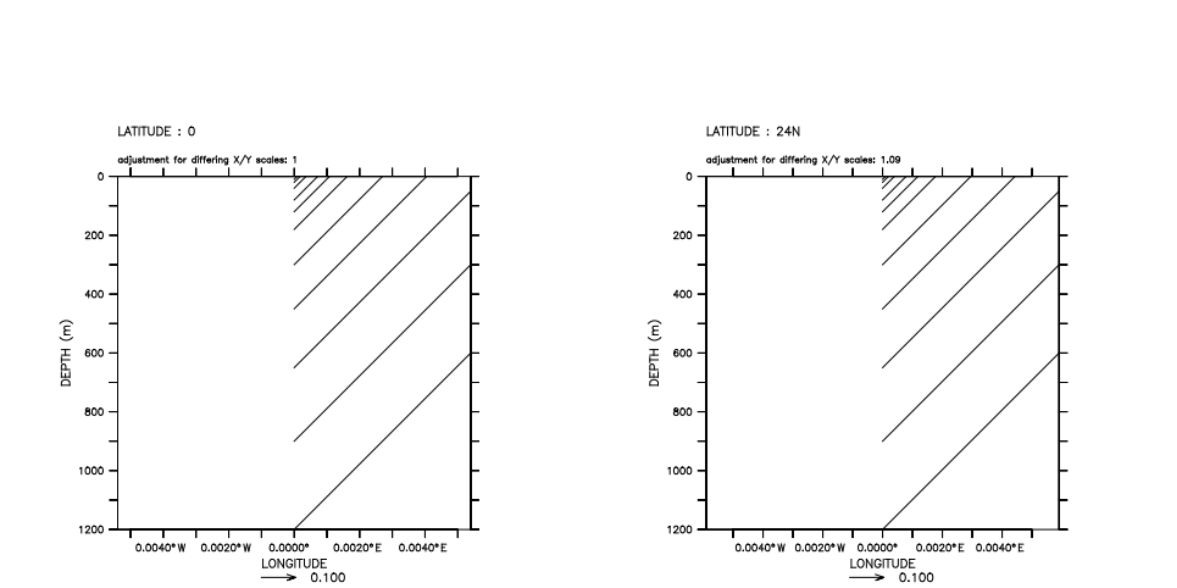 LATITUDE : 0
adjustment for differing X/Y scales: 1
0
200
400
600
800
1000
1200
DEPTH (m)
0.0040°W 0.0020°W 0.0000° 0.0020°E 0.0040°E
LONGITUDE
0.100
LATITUDE : 24N
adjustment for differing X/Y scales: 1.09
0
200
400
600
800
1000
1200
DEPTH (m)
0.0040°W 0.0020°W 0.0000° 0.0020°E 0.0040°E
LONGITUDE
0.100